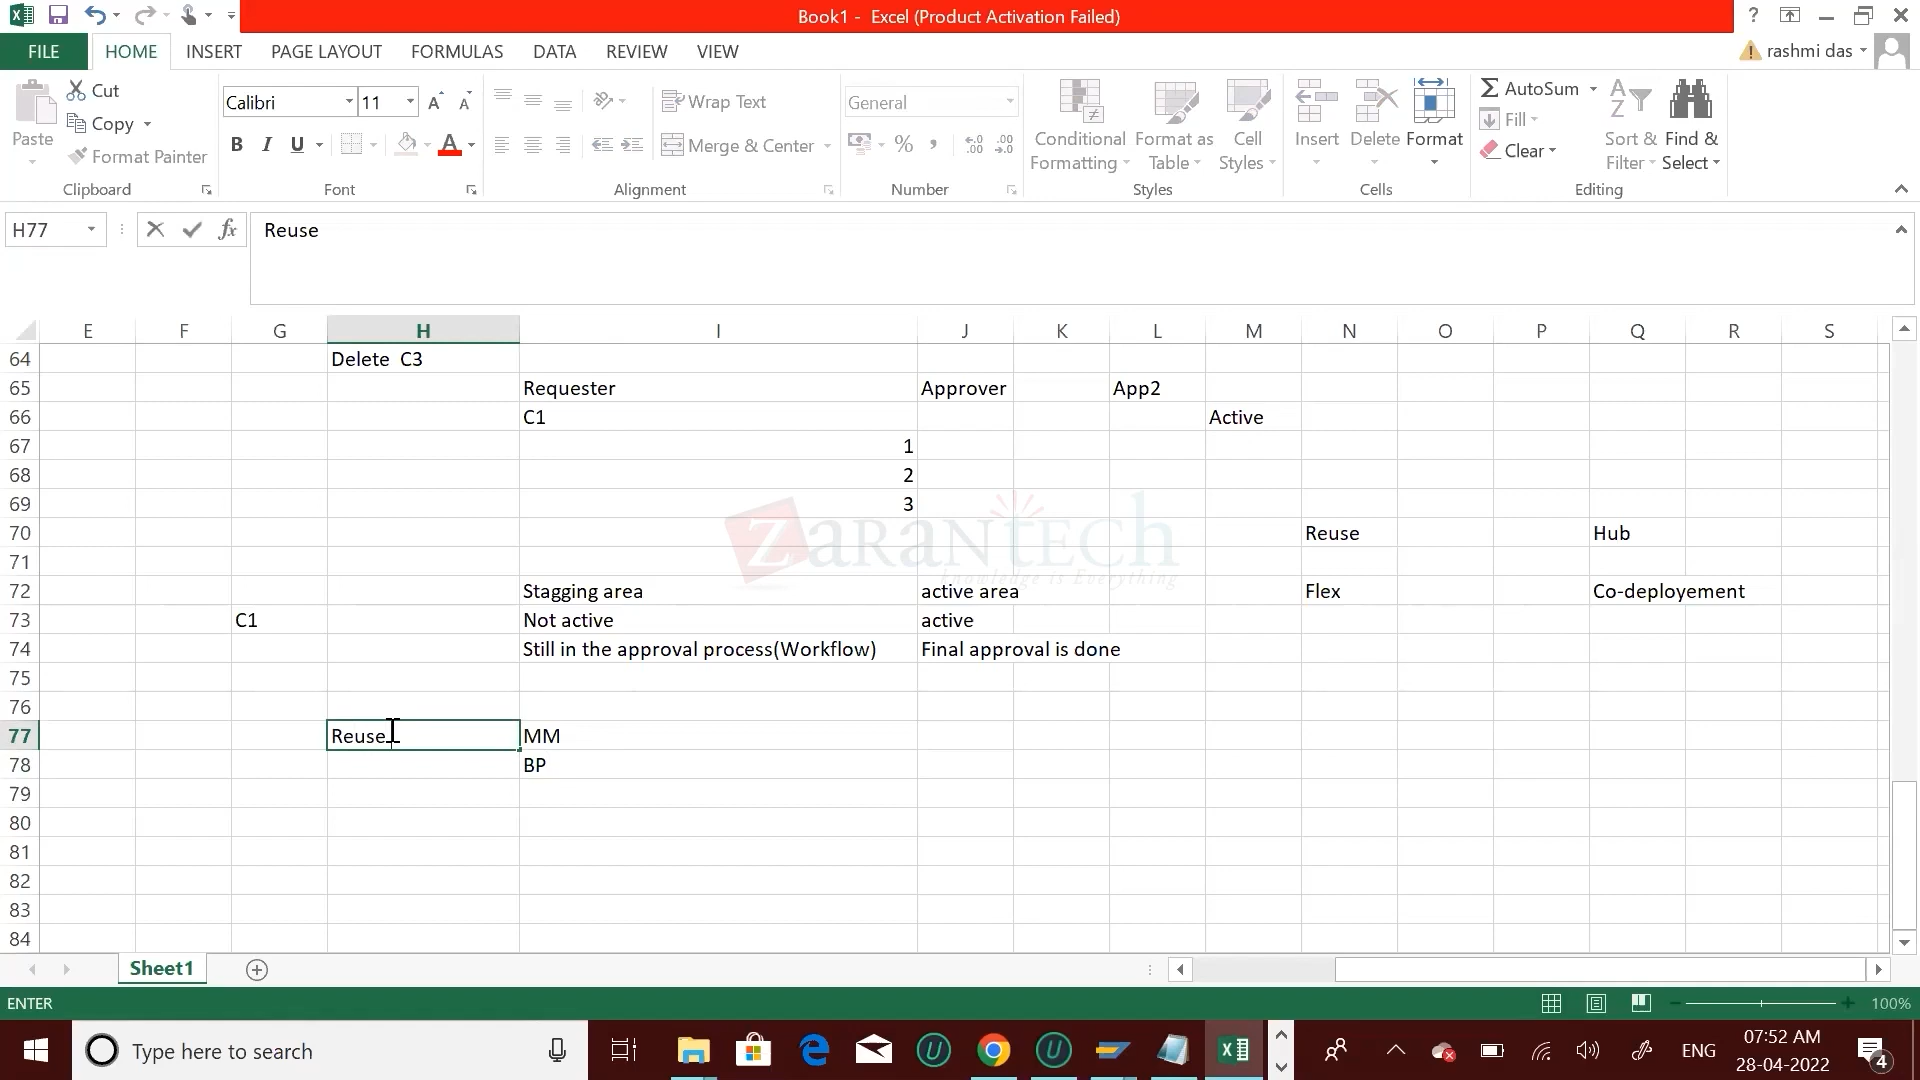 Book1 - Excel (Product Activation Failed)
?
FILE HOME INSERT PAGE LAYOUT FORMULAS DATA REVIEW VIEW rashmi das
Paste
Cut
Copy
Format Painter
Clipboard
Calibri 11
B I U
Font
Wrap Text
Merge & Center
Alignment
General
%
Number
Conditional Formatting
Format as Table
Cell Styles
Styles
Insert Delete Format
Cells
AutoSum
Fill
Clear
Sort & Filter
Find & Select
Editing
H77 fx Reuse
E F G H I J K L M N O P Q R S
64 Delete C3
65 Requester Approver App2
66 C1 Active
67 1
68 2
69 3
70 Reuse Hub
71
72 Stagging area active area Flex Co-deployement
73 C1 Not active active
74 Still in the approval process(Workflow) Final approval is done
75
76
77 Reuse MM
78 BP
79
80
81
82
83
84
zarantech
knowledge is Everything
Sheet1
ENTER 100%
Type here to search
ENG
07:52 AM
28-04-2022
4